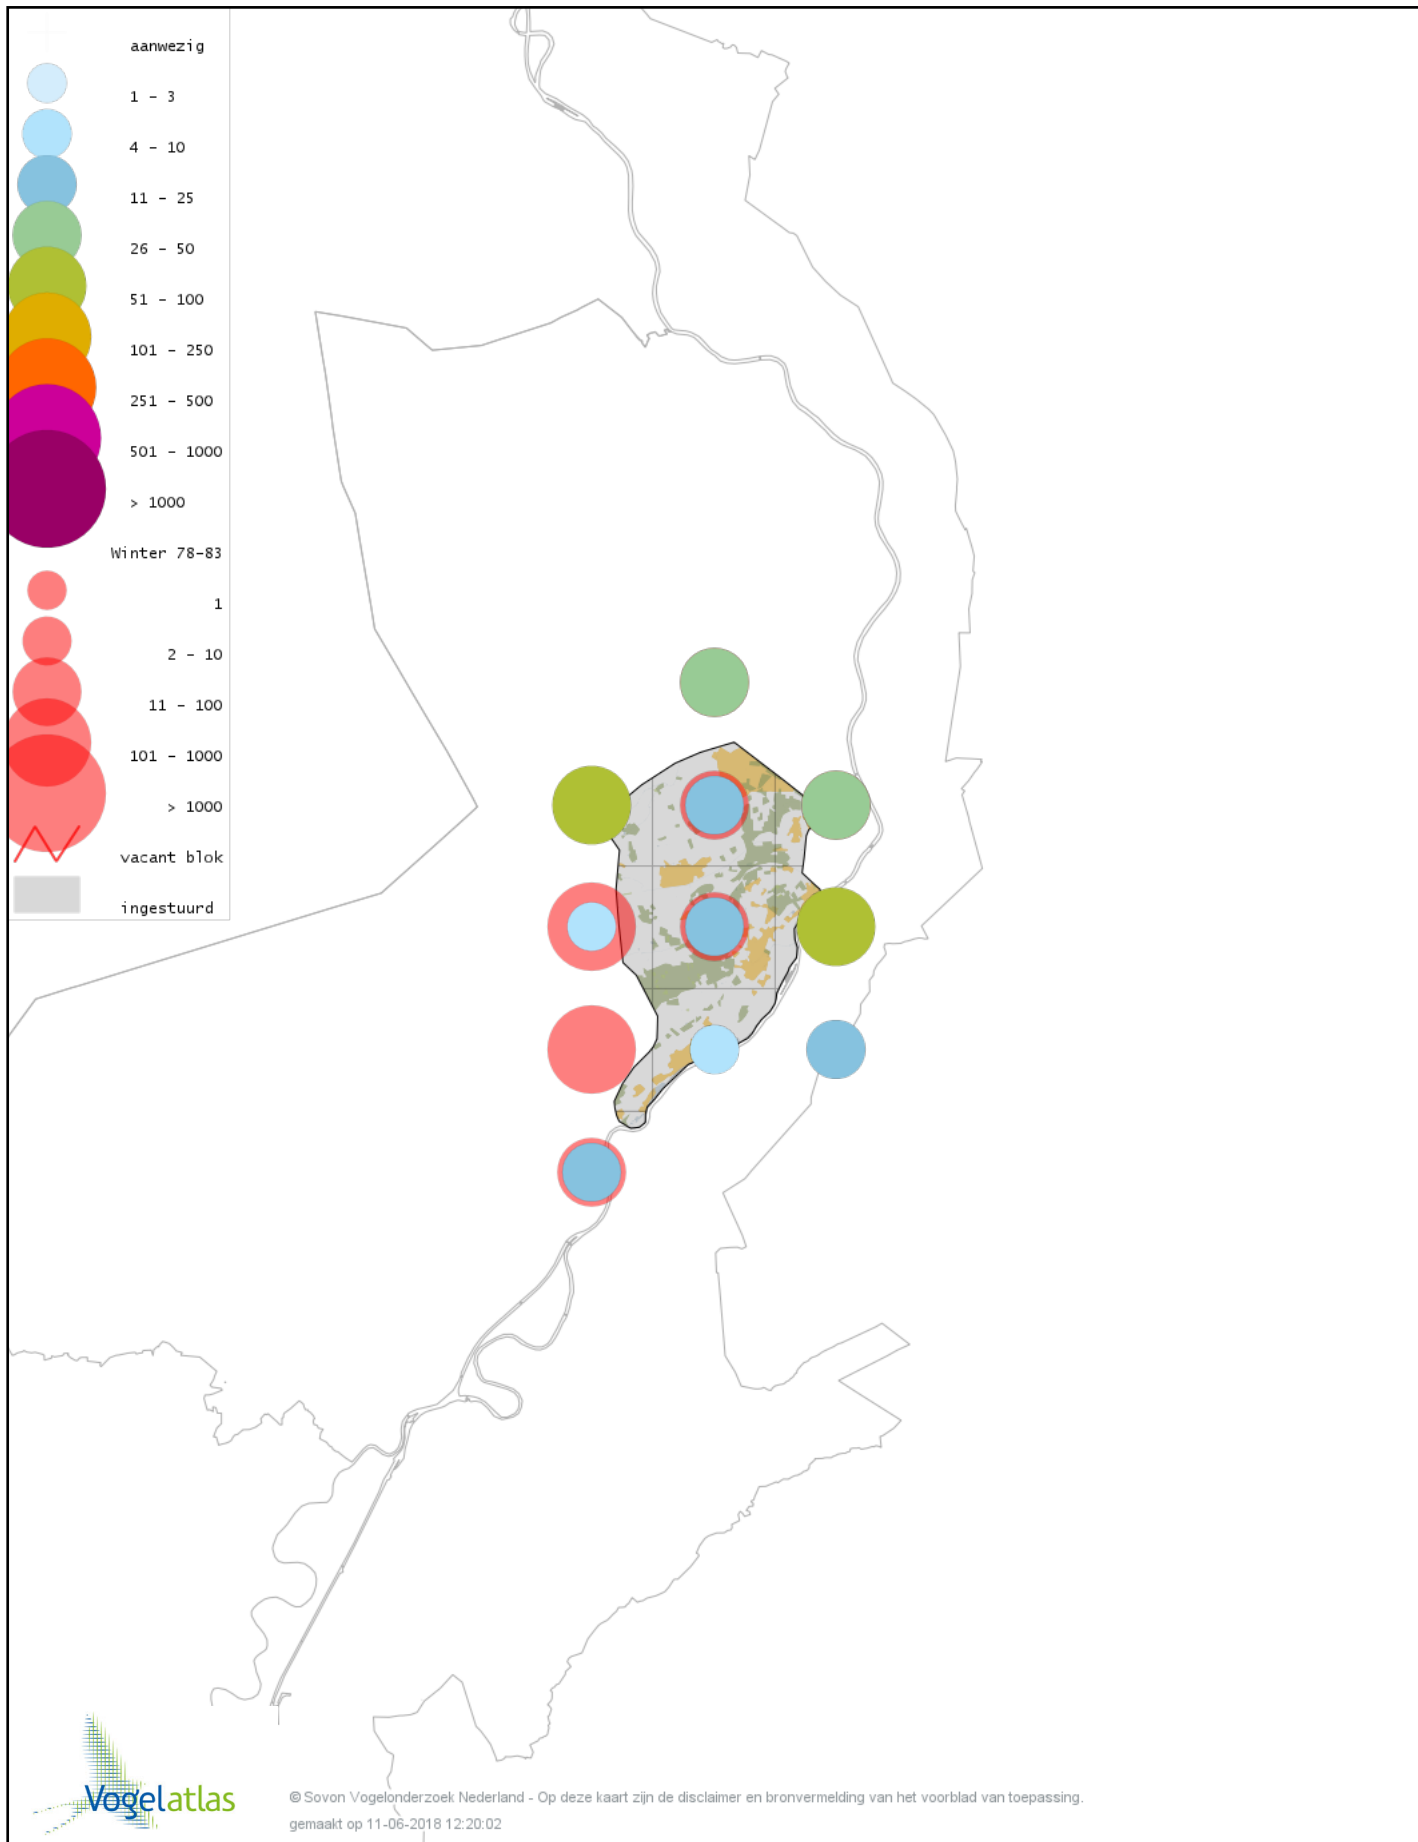 aanwezig
1 - 3
4 - 10
11 - 25
26 - 50
51 - 100
101 - 250
251 - 500
501 - 1000
> 1000
Winter 78-83
1
2 - 10
11 - 100
101 - 1000
> 1000
vacant blok
ingestuurd
Vogelatlas
© Sovon Vogelonderzoek Nederland - Op deze kaart zijn de disclaimer en bronvermelding van het voorblad van toepassing.
gemaakt op 11-06-2018 12:20:02